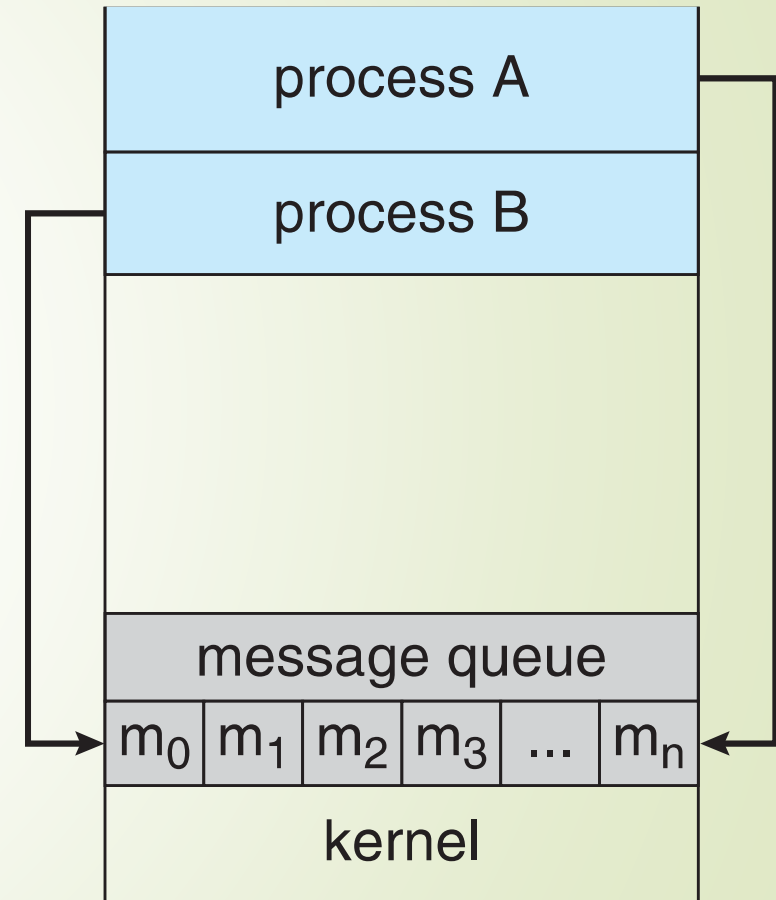 process A
process B
message queue
m₀ m₁ m₂ m₃ ... mₙ
kernel